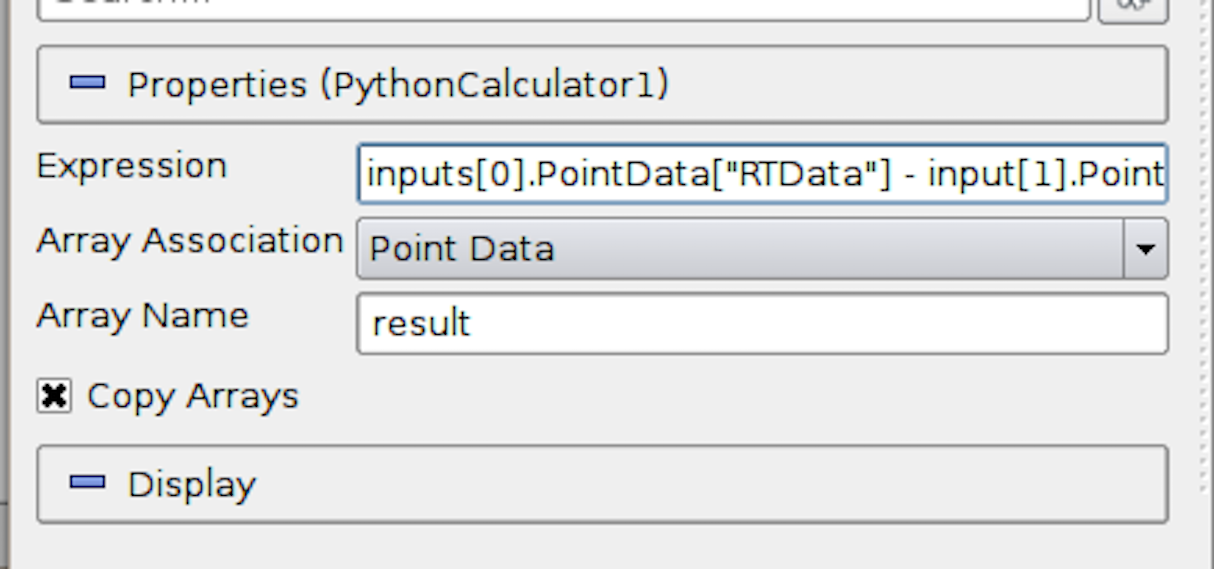 Properties (PythonCalculator1)
Expression
inputs[0].PointData["RTData"] - input[1].Point
Array Association
Point Data
Array Name
result
Copy Arrays
Display